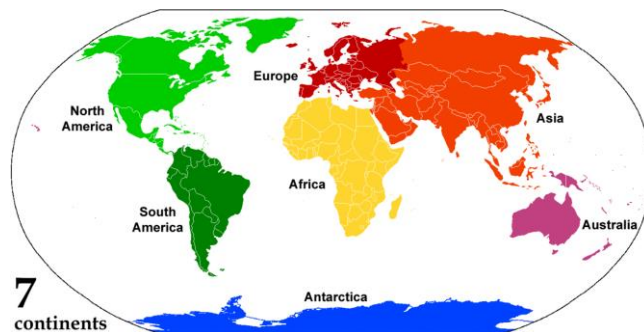 Europe
North
America
Asia
Africa
South
America
Australia
Antarctica
7
continents